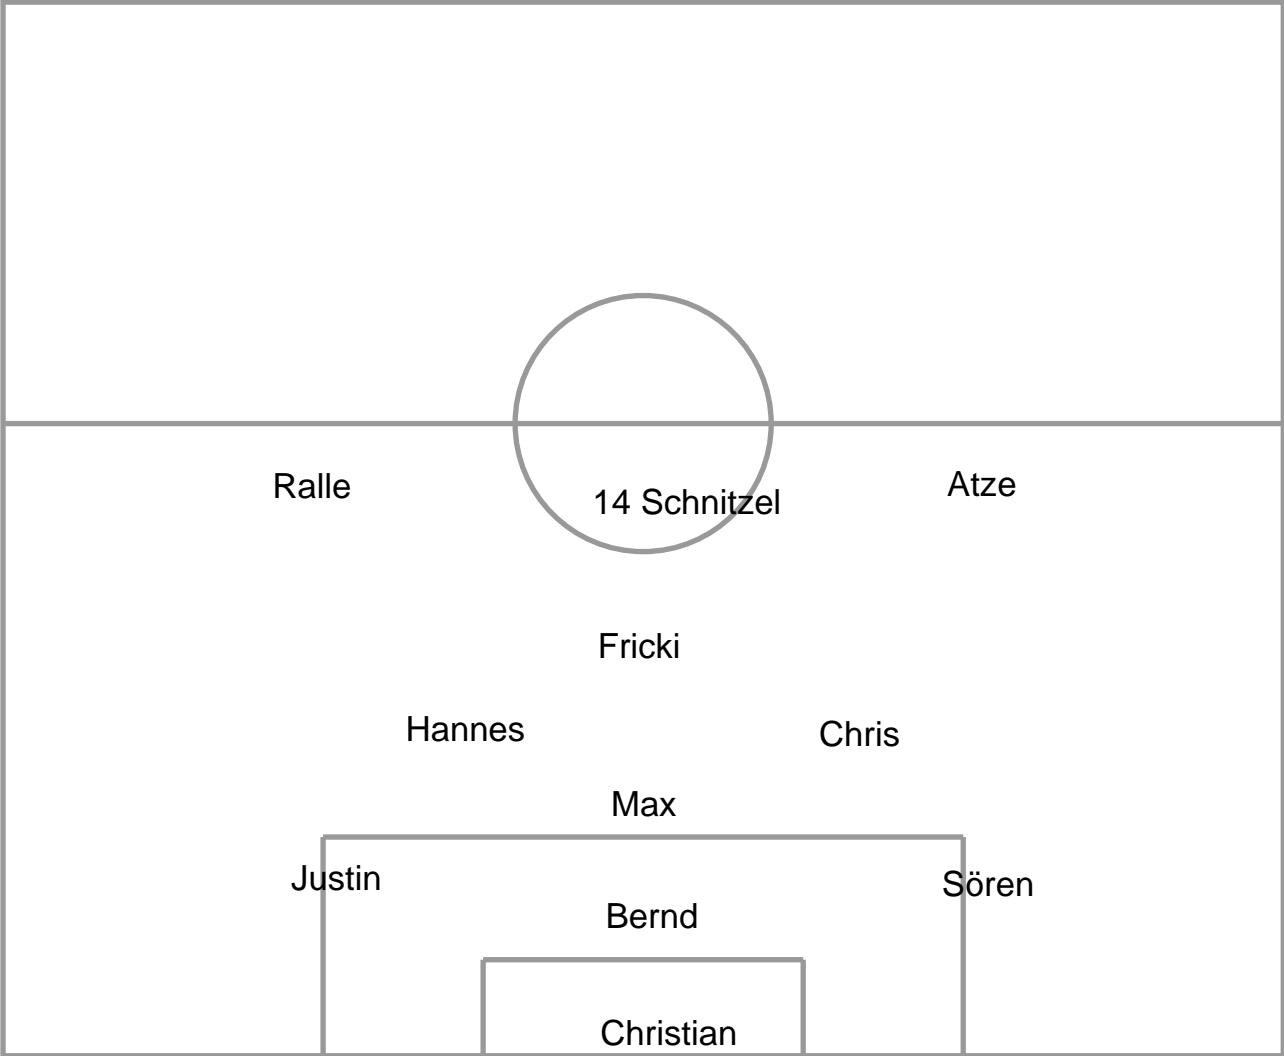 Ralle
14 Schnitzel
Atze
Fricki
Hannes
Chris
Max
Justin
Sören
Bernd
Christian